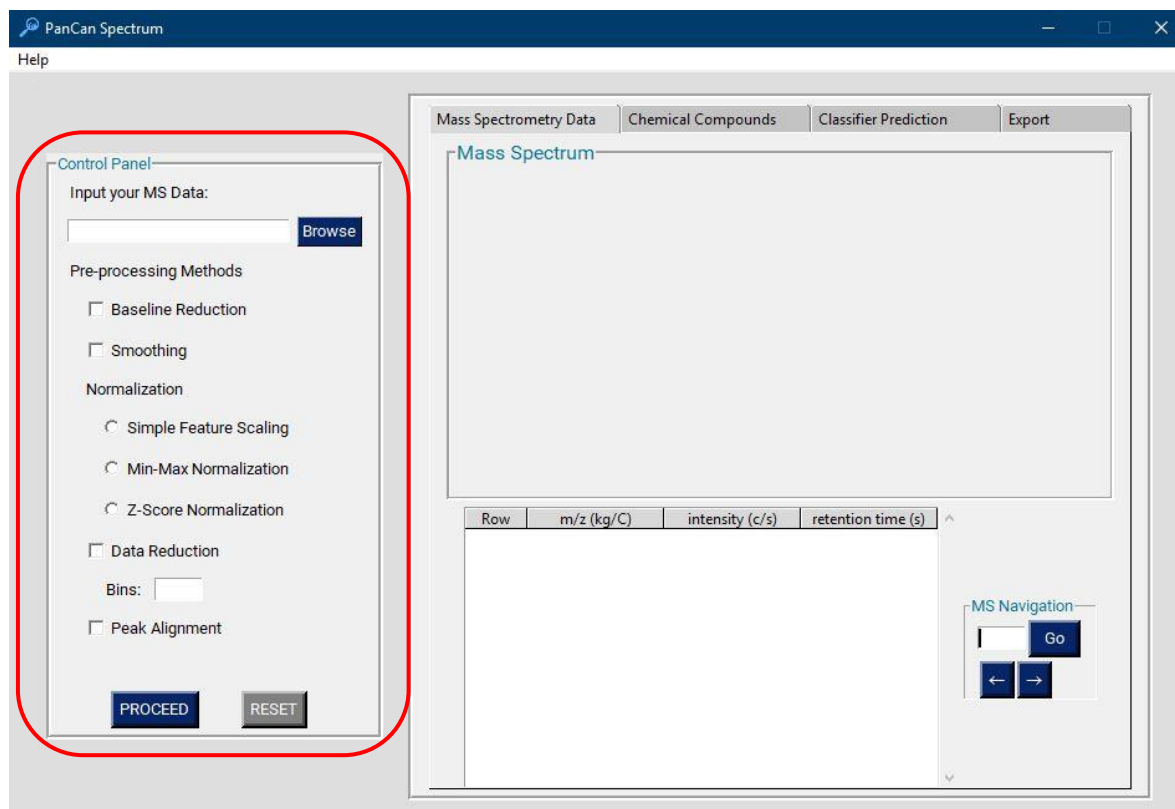 PanCan Spectrum
Help
Control Panel
Input your MS Data:
Browse
Pre-processing Methods
Baseline Reduction
Smoothing
Normalization
Simple Feature Scaling
Min-Max Normalization
Z-Score Normalization
Data Reduction
Bins:
Peak Alignment
PROCEED RESET
Mass Spectrometry Data Chemical Compounds Classifier Prediction Export
Mass Spectrum
Row m/z (kg/C) intensity (c/s) retention time (s)
MS Navigation
Go
← →